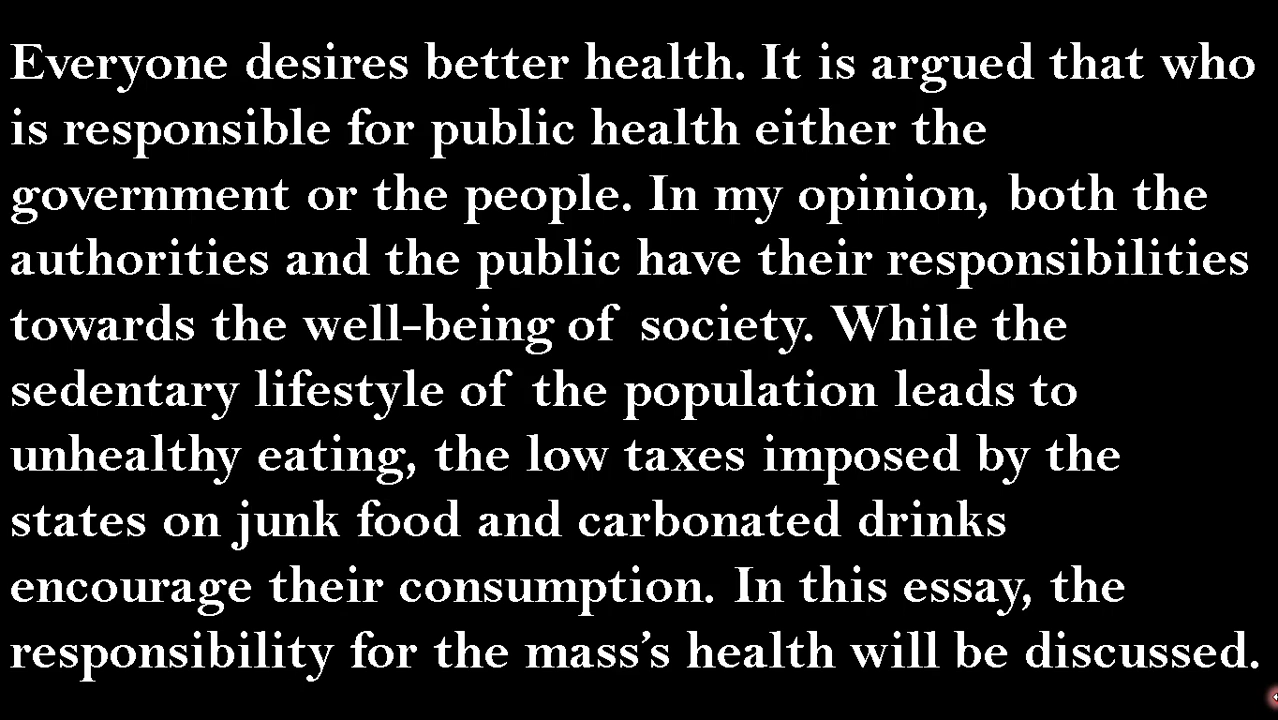 Everyone desires better health. It is argued that who
is responsible for public health either the
government or the people. In my opinion, both the
authorities and the public have their responsibilities
towards the well-being of society. While the
sedentary lifestyle of the population leads to
unhealthy eating, the low taxes imposed by the
states on junk food and carbonated drinks
encourage their consumption. In this essay, the
responsibility for the mass’s health will be discussed.